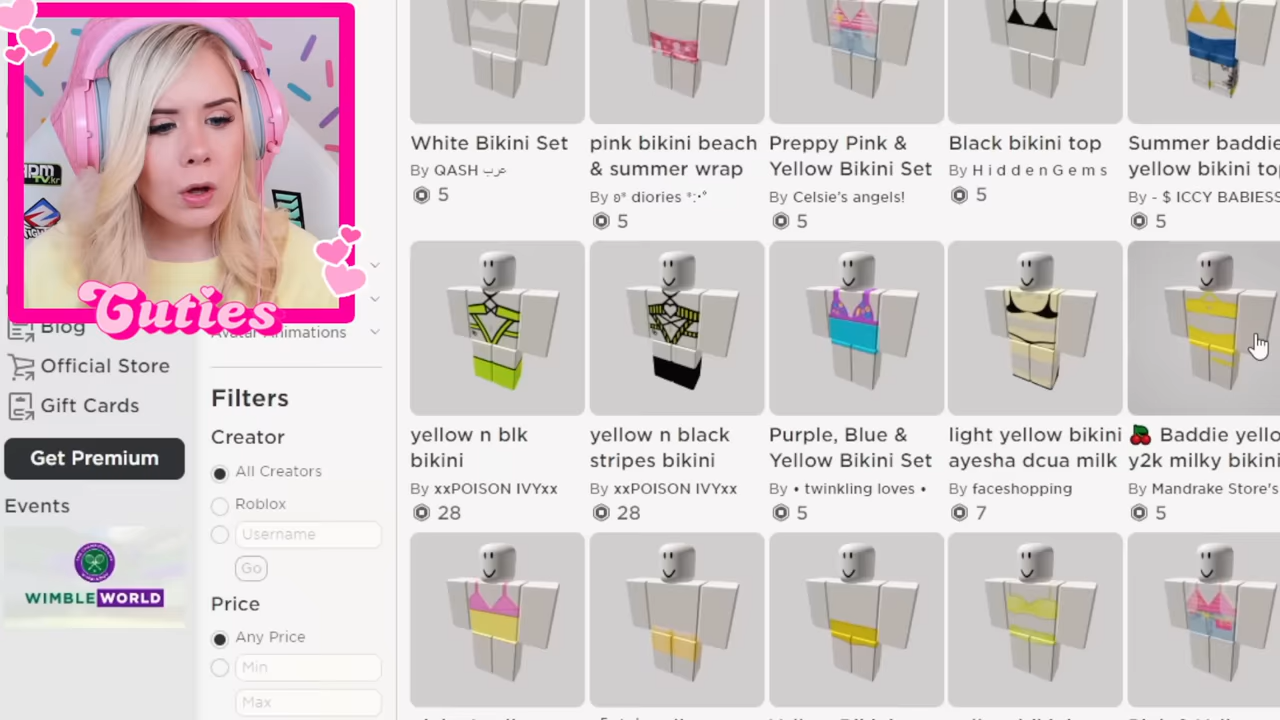 Cuties
White Bikini Set
By QASH عرب
5
pink bikini beach
& summer wrap
By ʚ* diories *:·˚
5
Preppy Pink &
Yellow Bikini Set
By Celsie's angels!
5
Black bikini top
By H i d d e n G e m s
5
Summer baddie
yellow bikini to
By - $ ICCY BABIESS
5
Blog
Official Store
Gift Cards
Get Premium
Events
WIMBLEWORLD
Avatar Animations
Filters
Creator
All Creators
Roblox
Username
Go
Price
Any Price
Min
Max
yellow n blk
bikini
By xxPOISON IVYxx
28
yellow n black
stripes bikini
By xxPOISON IVYxx
28
Purple, Blue &
Yellow Bikini Set
By • twinkling loves •
5
light yellow bikini
ayesha dcua milk
By faceshopping
7
🍒 Baddie yello
y2k milky bikini
By Mandrake Store's
5